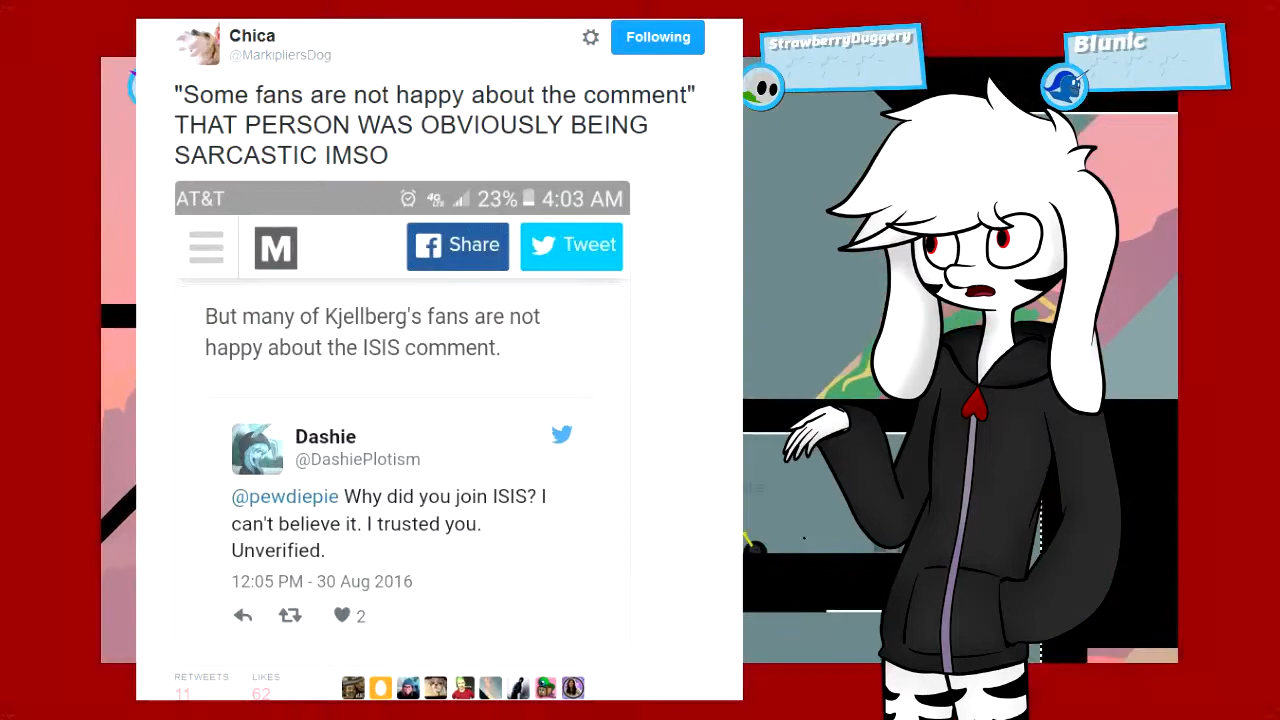 Chica
@MarkipliersDog
Following
"Some fans are not happy about the comment"
THAT PERSON WAS OBVIOUSLY BEING
SARCASTIC IMSO
AT&T
4G
23%
4:03 AM
M
Share
Tweet
But many of Kjellberg's fans are not
happy about the ISIS comment.
Dashie
@DashiePlotism
@pewdiepie Why did you join ISIS? I
can't believe it. I trusted you.
Unverified.
12:05 PM - 30 Aug 2016
2
RETWEETS
LIKES
11
62
StrawberryDuggery
Blunic